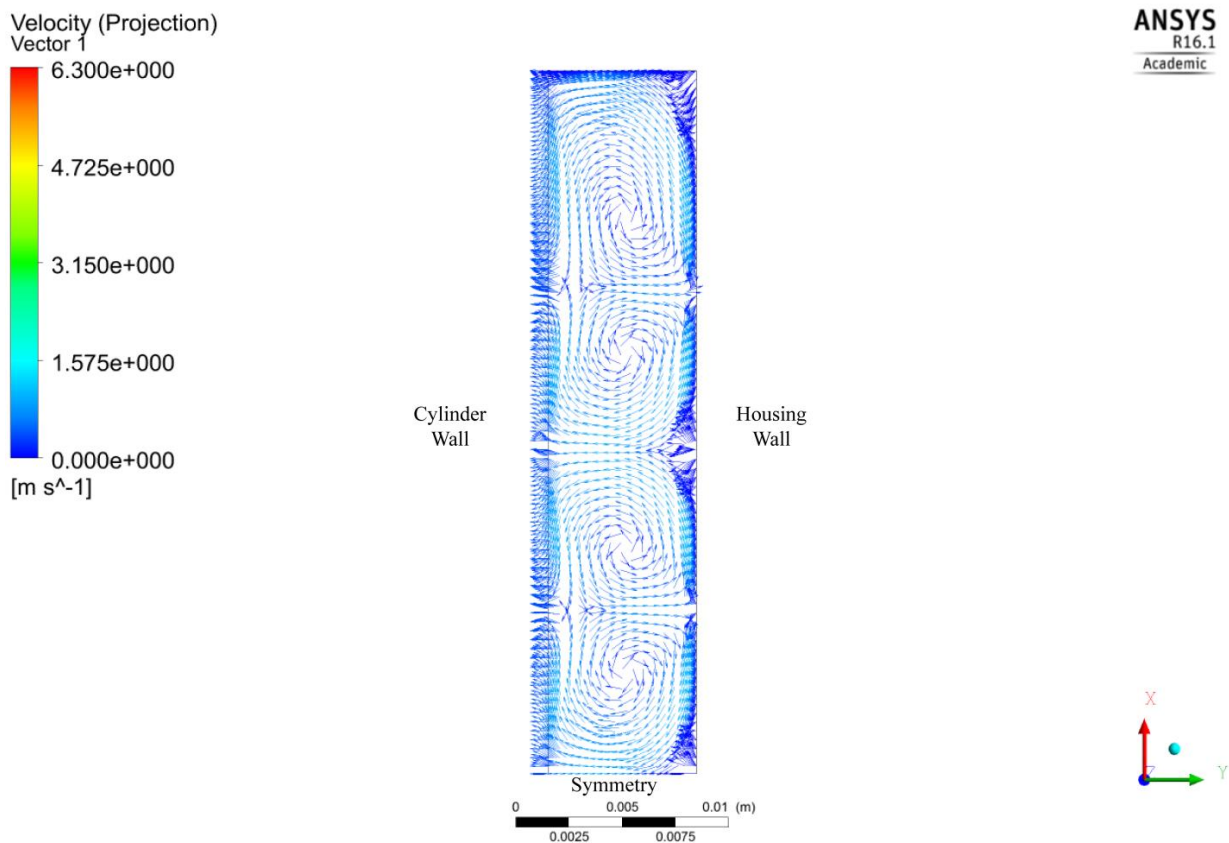 Velocity (Projection)
Vector 1
6.300e+000
4.725e+000
3.150e+000
1.575e+000
0.000e+000
[m s^-1]
ANSYS
R16.1
Academic
Cylinder
Wall
Housing
Wall
Symmetry
0 0.005 0.01 (m)
0.0025 0.0075
X
Z
Y